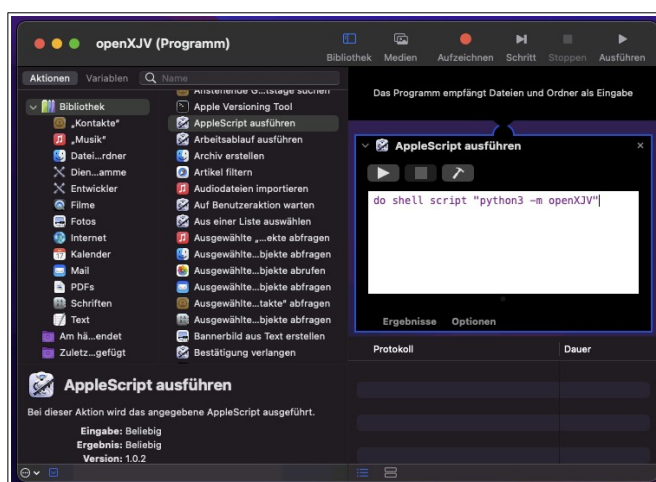 openXJV (Programm)
Bibliothek Medien Aufzeichnen Schritt Stoppen Ausführen
Aktionen Variablen Name
Das Programm empfängt Dateien und Ordner als Eingabe
Bibliothek
„Kontakte“
„Musik“
Datei...rdner
Dien...amme
Entwickler
Filme
Fotos
Internet
Kalender
Mail
PDFs
Schriften
Text
Am hä...endet
Zuletz...gefügt
Anstehende G...tstage suchen
Apple Versioning Tool
AppleScript ausführen
Arbeitsablauf ausführen
Archiv erstellen
Artikel filtern
Audiodateien importieren
Auf Benutzeraktion warten
Aus einer Liste auswählen
Ausgewählte „...ekte abfragen
Ausgewählte...bjekte abfragen
Ausgewählte...bjekte abrufen
Ausgewählte...bjekte abfragen
Ausgewählte...takte“ abfragen
Ausgewählte...bjekte abfragen
Bannerbild aus Text erstellen
Bestätigung verlangen
AppleScript ausführen
do shell script "python3 -m openXJV"
Ergebnisse Optionen
Protokoll Dauer
AppleScript ausführen
Bei dieser Aktion wird das angegebene AppleScript ausgeführt.
Eingabe: Beliebig
Ergebnis: Beliebig
Version: 1.0.2